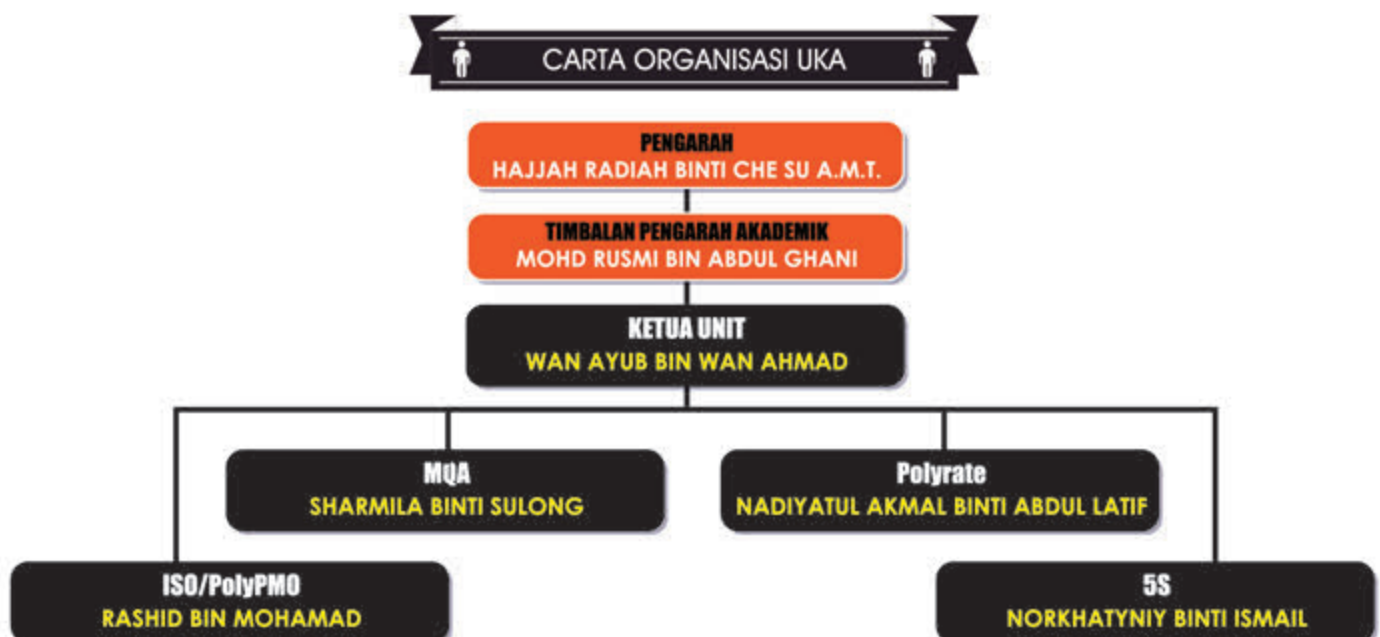 CARTA ORGANISASI UKA
PENGARAH
HAJJAH RADIAH BINTI CHE SU A.M.T.
TIMBALAN PENGARAH AKADEMIK
MOHD RUSMI BIN ABDUL GHANI
KETUA UNIT
WAN AYUB BIN WAN AHMAD
MQA
SHARMILA BINTI SULONG
Polyrate
NADIYATUL AKMAL BINTI ABDUL LATIF
ISO/PolyPMO
RASHID BIN MOHAMAD
5S
NORKHATYNIY BINTI ISMAIL